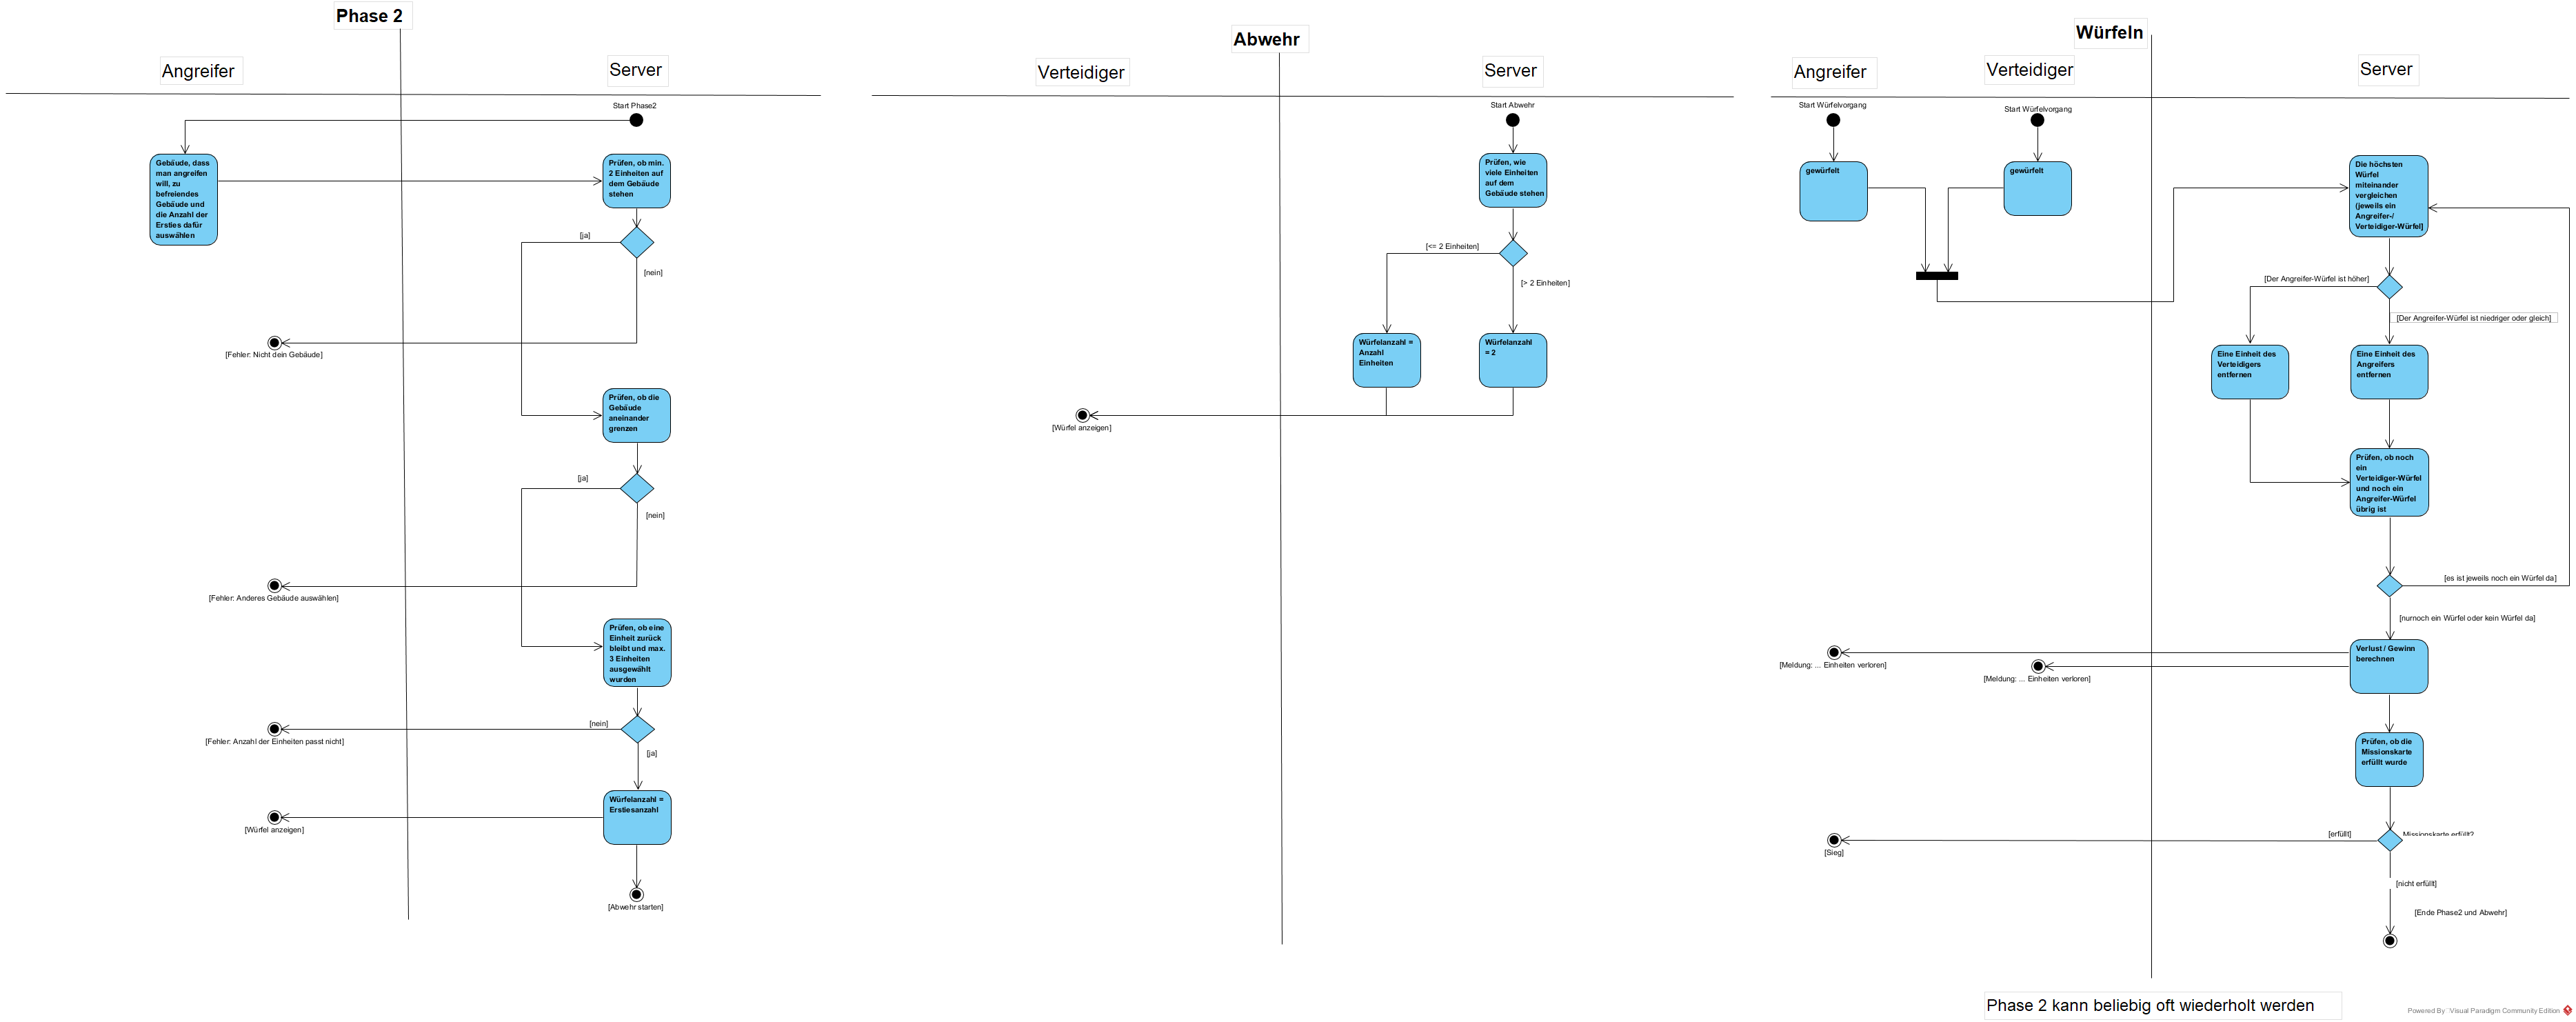 Phase 2
Angreifer
Server
Start Phase2
Gebäude, dass
man angreifen
will, zu
befreiendes
Gebäude und
die Anzahl der
Ersties dafür
auswählen
Prüfen, ob min.
2 Einheiten auf
dem Gebäude
stehen
[ja]
[nein]
[Fehler: Nicht dein Gebäude]
Prüfen, ob die
Gebäude
aneinander
grenzen
[ja]
[nein]
[Fehler: Anderes Gebäude auswählen]
Prüfen, ob eine
Einheit zurück
bleibt und max.
3 Einheiten
ausgewählt
wurden
[nein]
[Fehler: Anzahl der Einheiten passt nicht]
[ja]
Würfelanzahl =
Erstiesanzahl
[Würfel anzeigen]
[Abwehr starten]
Abwehr
Verteidiger
Server
Start Abwehr
Prüfen, wie
viele Einheiten
auf dem
Gebäude stehen
[<= 2 Einheiten]
[> 2 Einheiten]
Würfelanzahl =
Anzahl
Einheiten
Würfelanzahl
= 2
[Würfel anzeigen]
Würfeln
Angreifer
Verteidiger
Server
Start Würfelvorgang
Start Würfelvorgang
gewürfelt
gewürfelt
Die höchsten
Würfel
miteinander
vergleichen
(jeweils ein
Angreifer-/
Verteidiger-Würfel]
[Der Angreifer-Würfel ist höher]
[Der Angreifer-Würfel ist niedriger oder gleich]
Eine Einheit des
Verteidigers
entfernen
Eine Einheit des
Angreifers
entfernen
Prüfen, ob noch
ein
Verteidiger-Würfel
und noch ein
Angreifer-Würfel
übrig ist
[es ist jeweils noch ein Würfel da]
[nurnoch ein Würfel oder kein Würfel da]
Verlust / Gewinn
berechnen
[Meldung: ... Einheiten verloren]
[Meldung: ... Einheiten verloren]
Prüfen, ob die
Missionskarte
erfüllt wurde
[erfüllt]
Missionskarte erfüllt?
[Sieg]
[nicht erfüllt]
[Ende Phase2 und Abwehr]
Phase 2 kann beliebig oft wiederholt werden
Powered By Visual Paradigm Community Edition